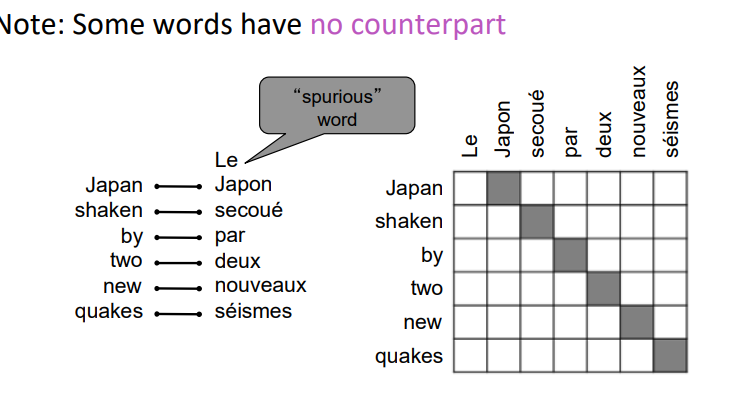 Note: Some words have no counterpart
“spurious”
word
Le
Japan Japon
shaken secoué
by par
two deux
new nouveaux
quakes séismes
Le Japon secoué par deux nouveaux séismes
Japan
shaken
by
two
new
quakes